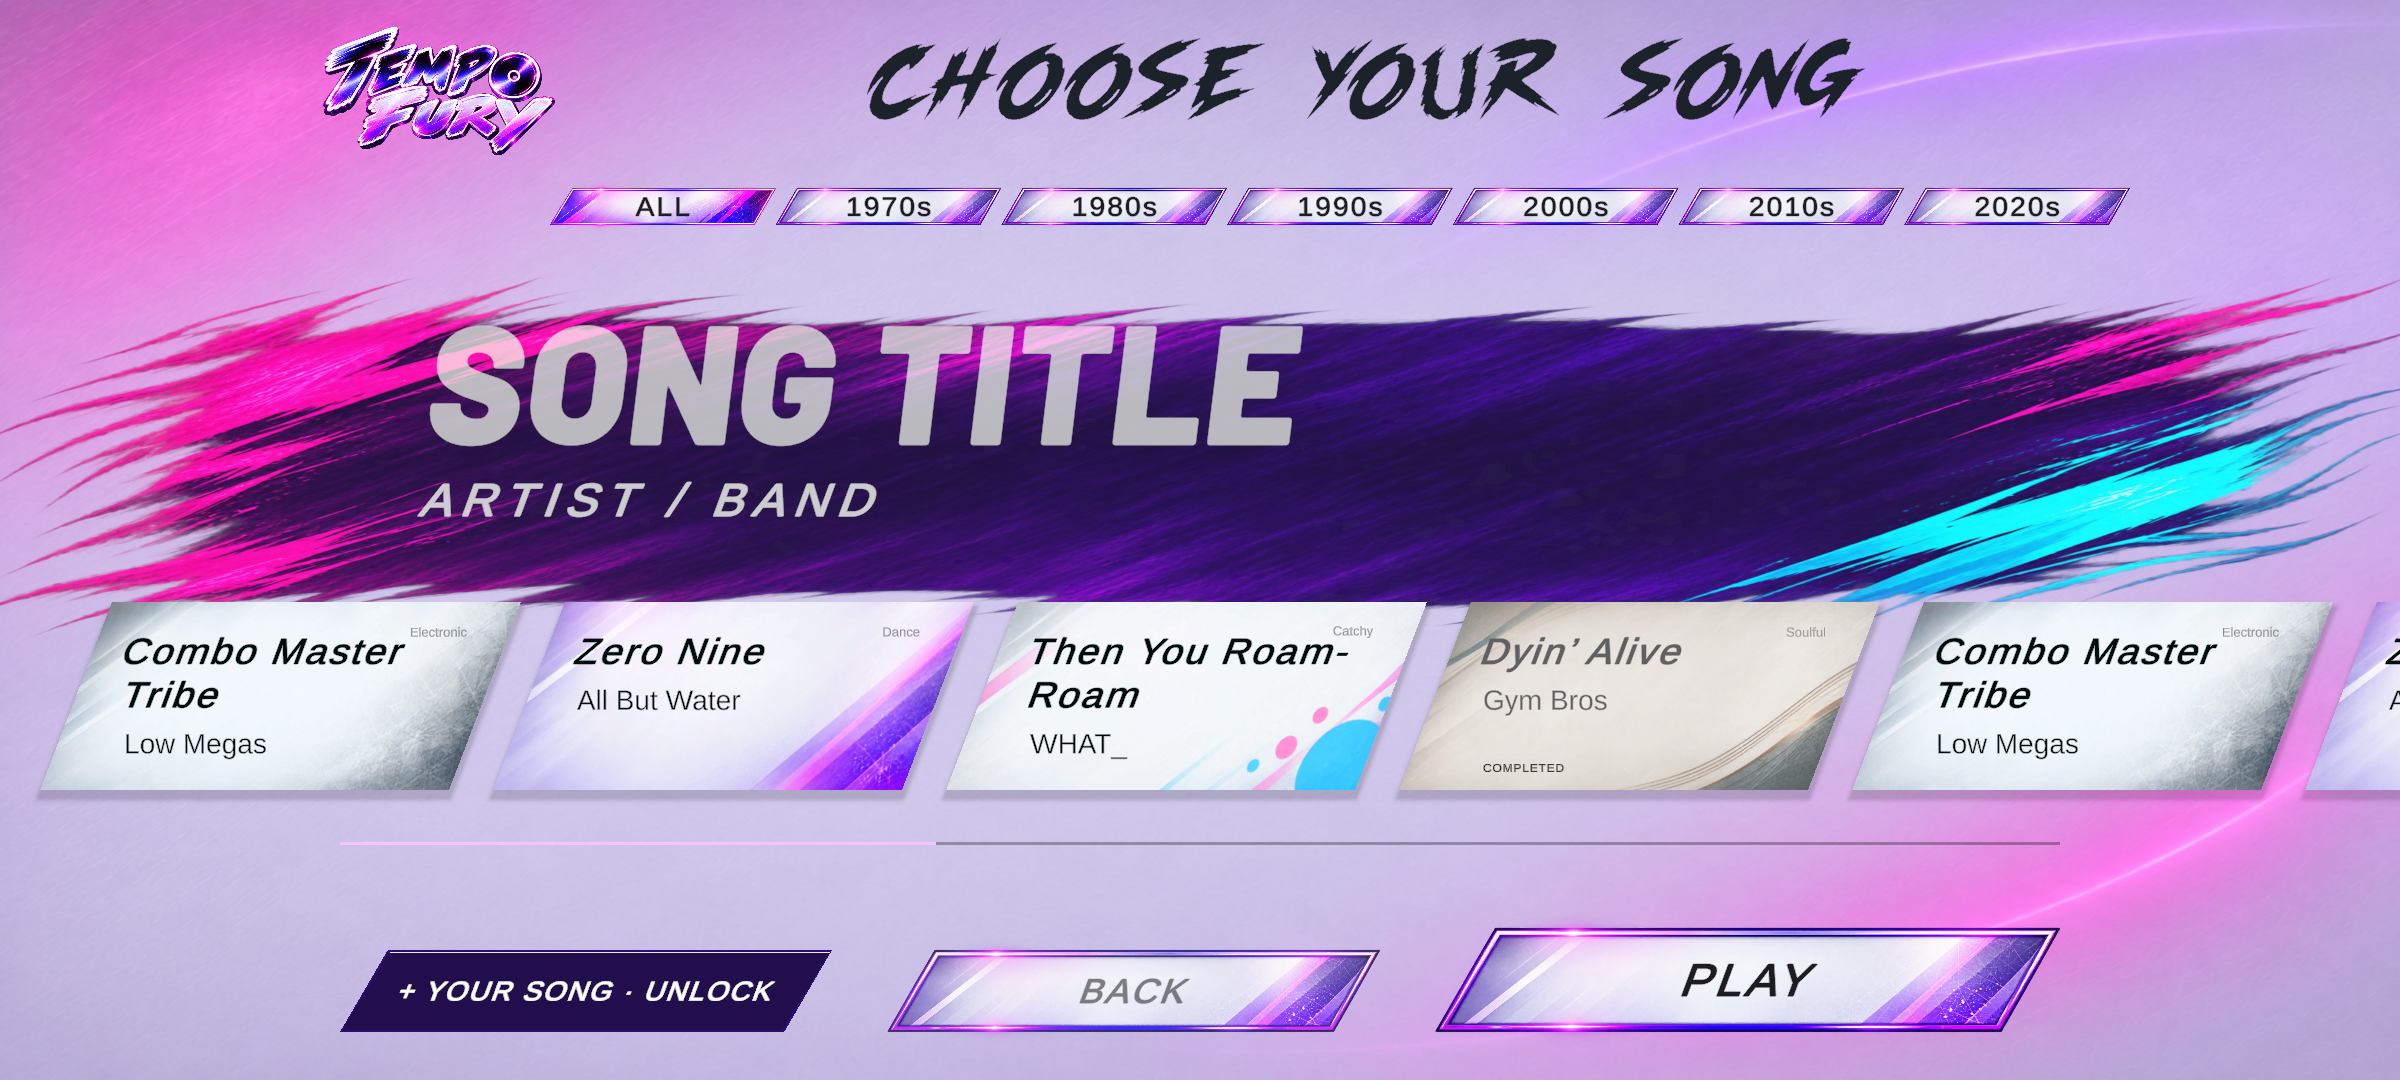 TEMPO
FURY
CHOOSE YOUR SONG
ALL
1970s
1980s
1990s
2000s
2010s
2020s
SONG TITLE
ARTIST / BAND
Electronic
Combo Master
Tribe
Low Megas
Dance
Zero Nine
All But Water
Catchy
Then You Roam-
Roam
WHAT_
Soulful
Dyin’ Alive
Gym Bros
COMPLETED
Electronic
Combo Master
Tribe
Low Megas
+ YOUR SONG · UNLOCK
BACK
PLAY